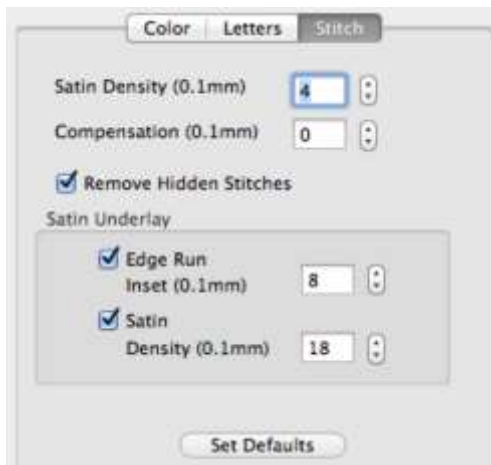 Color Letters Stitch
Satin Density (0.1mm) 4
Compensation (0.1mm) 0
Remove Hidden Stitches
Satin Underlay
Edge Run
Inset (0.1mm) 8
Satin
Density (0.1mm) 18
Set Defaults